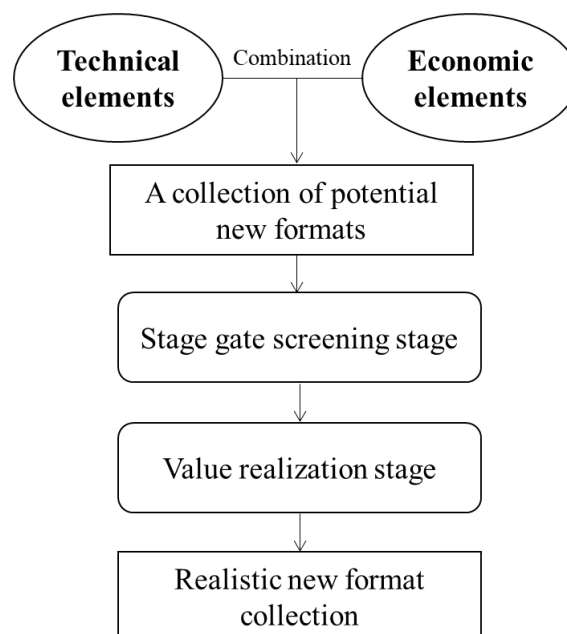 Technical
elements
Combination
Economic
elements
A collection of potential
new formats
Stage gate screening stage
Value realization stage
Realistic new format
collection